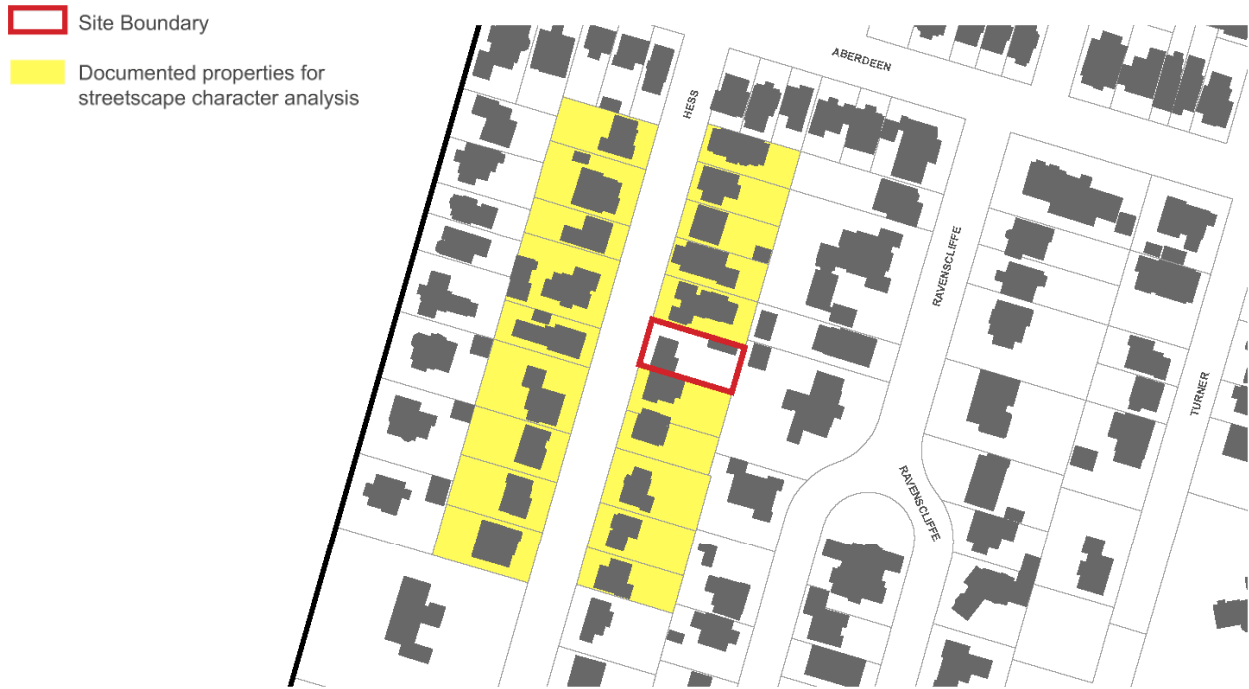 Site Boundary
Documented properties for
streetscape character analysis
ABERDEEN
HESS
RAVENSCLIFFE
RAVENSCLIFFE
TURNER